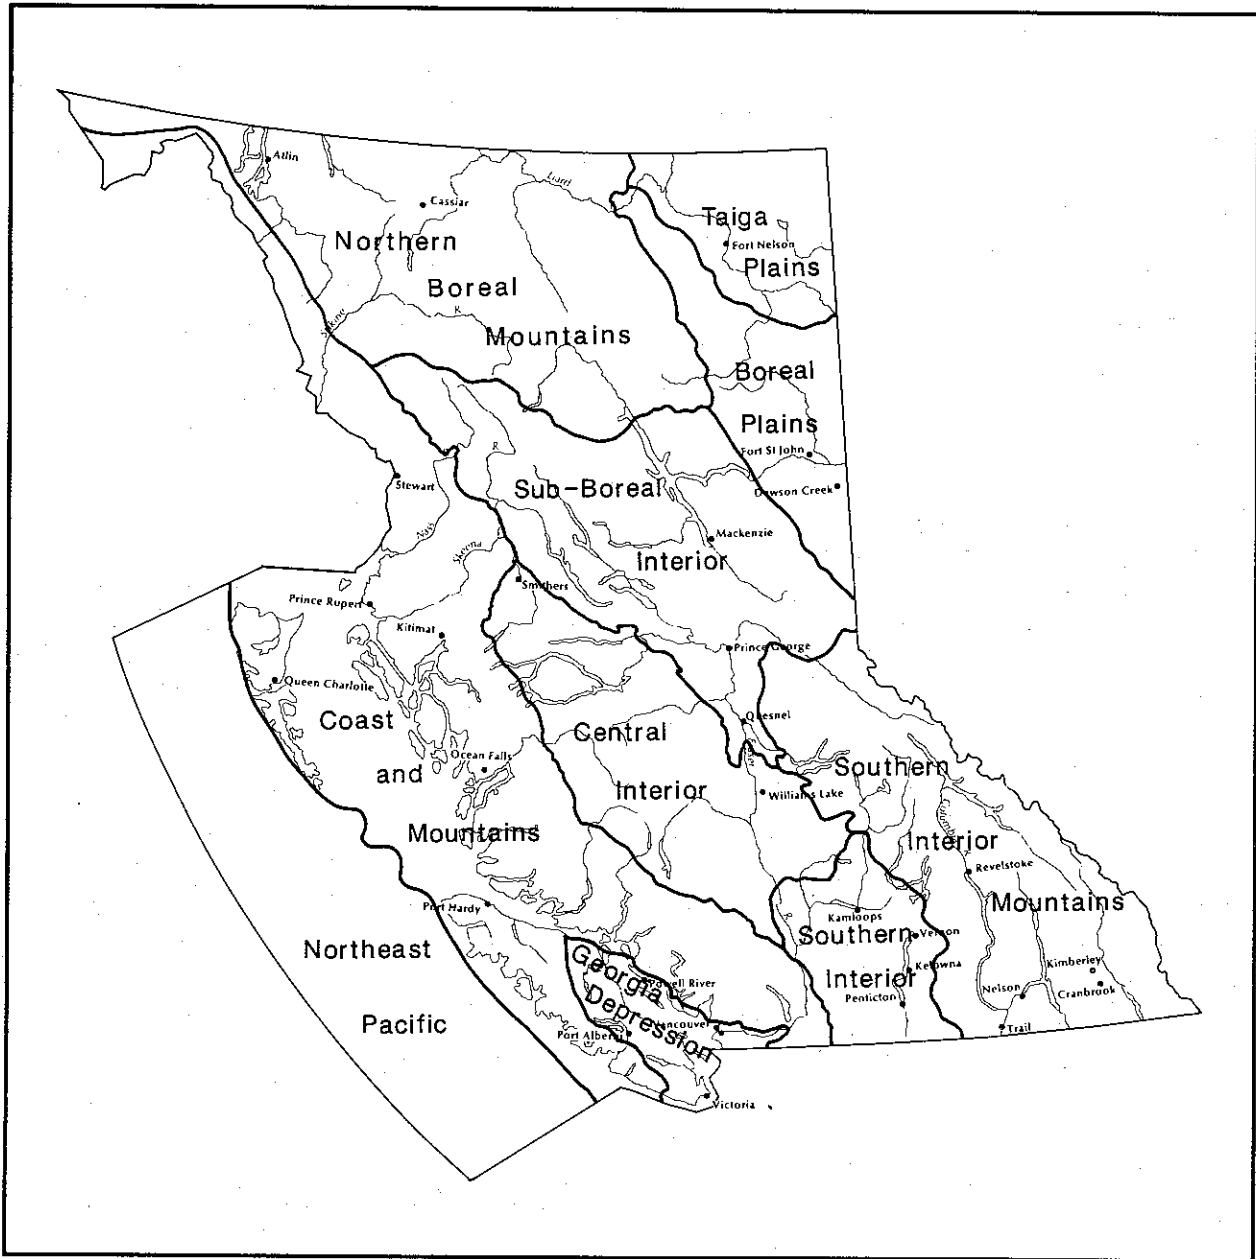 Atlin
Cassiar
Liard
Taiga
Fort Nelson
Plains
Northern
Boreal
R
Mountains
Stikine
Boreal
Plains
Fort St John
R
Stewart
Sub-Boreal
Dawson Creek
Nass
Skeena
Mackenzie
Interior
Smithers
Prince Rupert
Kitimat
Prince George
Queen Charlotte
Coast
Quesnel
Central
Fraser
Ocean Falls
and
Southern
Interior
Williams Lake
Columbia
Mountains
Interior
Revelstoke
Port Hardy
Mountains
Kamloops
Southern
Vernon
Northeast
Georgia
Kelowna
Kimberley
Interior
Powell River
Nelson
Cranbrook
Penticton
Depression
Pacific
Vancouver
Trail
Port Alberni
Victoria